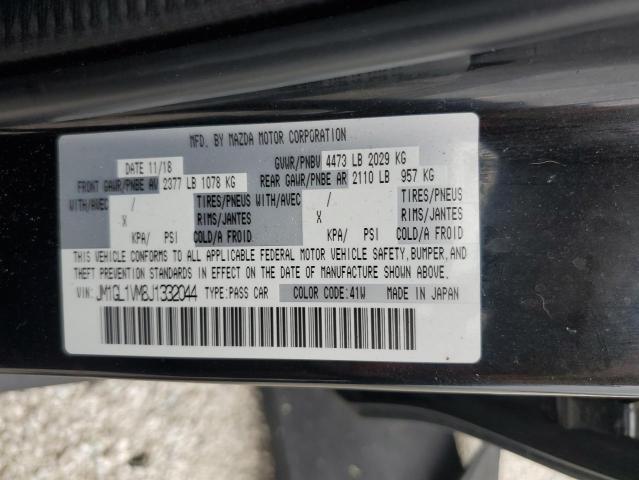 MFD. BY MAZDA MOTOR CORPORATION
DATE 11/18 GVWR/PNBV 4473 LB 2029 KG
FRONT GAWR/PNBE AV 2377 LB 1078 KG REAR GAWR/PNBE AR 2110 LB 957 KG
WITH/AVEC / TIRES/PNEUS WITH/AVEC / TIRES/PNEUS
X RIMS/JANTES X RIMS/JANTES
KPA/ PSI COLD/A FROID KPA/ PSI COLD/A FROID
THIS VEHICLE CONFORMS TO ALL APPLICABLE FEDERAL MOTOR VEHICLE SAFETY, BUMPER, AND
THEFT PREVENTION STANDARDS IN EFFECT ON THE DATE OF MANUFACTURE SHOWN ABOVE.
VIN: JM1GL1VM8J1332044 TYPE:PASS CAR COLOR CODE:41W MADE IN JAPAN